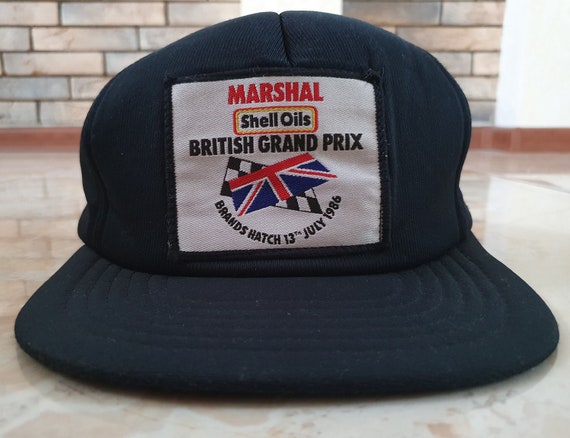 MARSHAL
Shell Oils
BRITISH GRAND PRIX
BRANDS HATCH 13TH JULY 1986